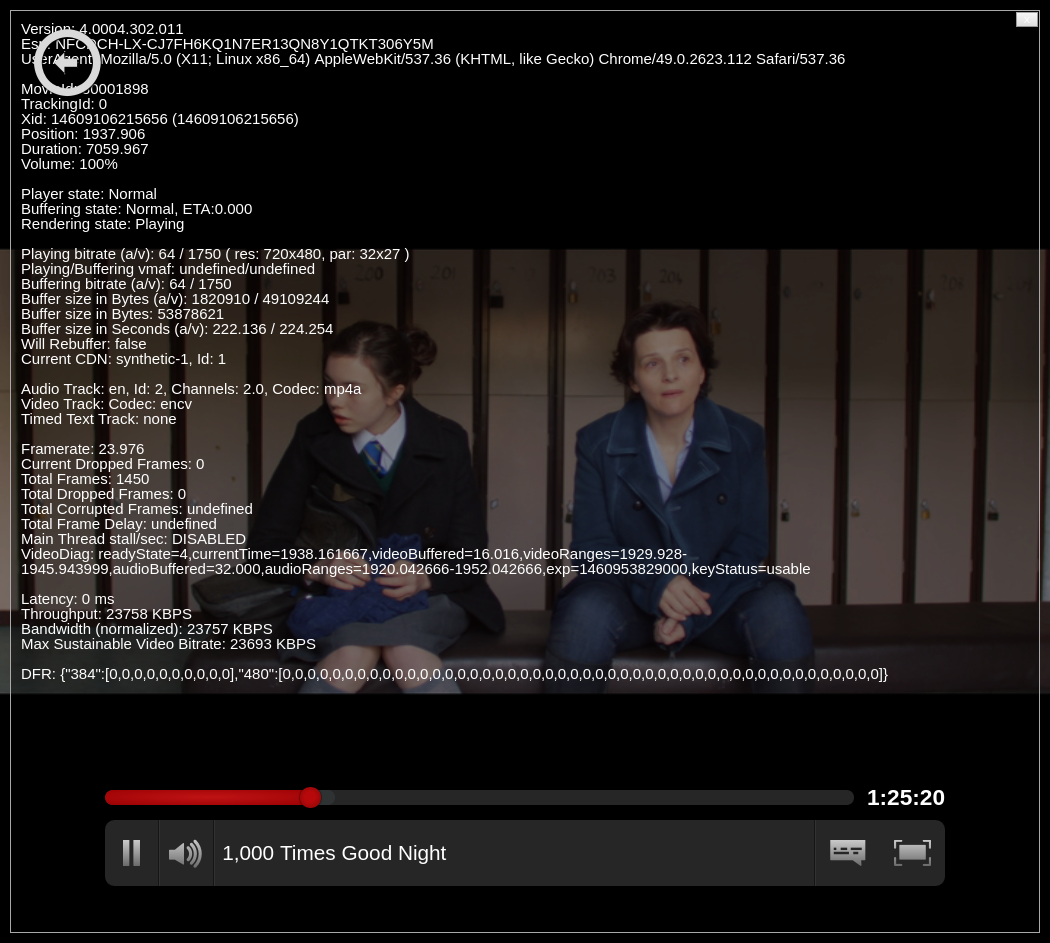 Version: 4.0004.302.011
Esn: NFCDCH-LX-CJ7FH6KQ1N7ER13QN8Y1QTKT306Y5M
UserAgent: Mozilla/5.0 (X11; Linux x86_64) AppleWebKit/537.36 (KHTML, like Gecko) Chrome/49.0.2623.112 Safari/537.36
MovieId: 80001898
TrackingId: 0
Xid: 14609106215656 (14609106215656)
Position: 1937.906
Duration: 7059.967
Volume: 100%
Player state: Normal
Buffering state: Normal, ETA:0.000
Rendering state: Playing
Playing bitrate (a/v): 64 / 1750 ( res: 720x480, par: 32x27 )
Playing/Buffering vmaf: undefined/undefined
Buffering bitrate (a/v): 64 / 1750
Buffer size in Bytes (a/v): 1820910 / 49109244
Buffer size in Bytes: 53878621
Buffer size in Seconds (a/v): 222.136 / 224.254
Will Rebuffer: false
Current CDN: synthetic-1, Id: 1
Audio Track: en, Id: 2, Channels: 2.0, Codec: mp4a
Video Track: Codec: encv
Timed Text Track: none
Framerate: 23.976
Current Dropped Frames: 0
Total Frames: 1450
Total Dropped Frames: 0
Total Corrupted Frames: undefined
Total Frame Delay: undefined
Main Thread stall/sec: DISABLED
VideoDiag: readyState=4,currentTime=1938.161667,videoBuffered=16.016,videoRanges=1929.928-
1945.943999,audioBuffered=32.000,audioRanges=1920.042666-1952.042666,exp=1460953829000,keyStatus=usable
Latency: 0 ms
Throughput: 23758 KBPS
Bandwidth (normalized): 23757 KBPS
Max Sustainable Video Bitrate: 23693 KBPS
DFR: {"384":[0,0,0,0,0,0,0,0,0,0],"480":[0,0,0,0,0,0,0,0,0,0,0,0,0,0,0,0,0,0,0,0,0,0,0,0,0,0,0,0,0,0,0,0,0,0,0,0,0,0,0,0,0,0,0,0,0,0,0,0]}
1:25:20
1,000 Times Good Night